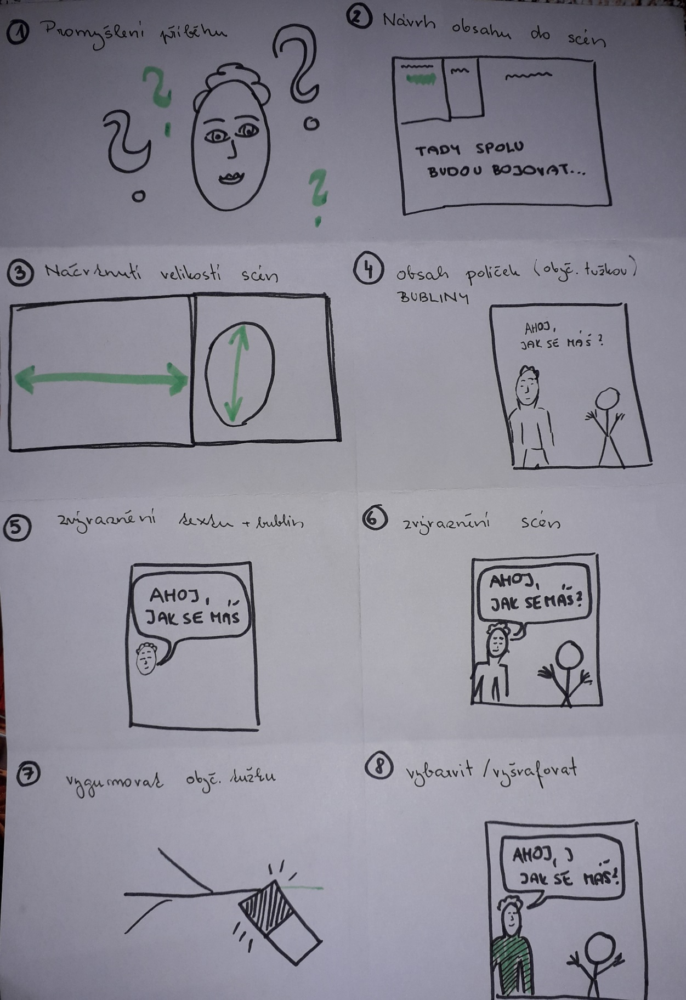 1 Promyšlení příběhu
2 Návrh obsahu do scén
TADY SPOLU
BUDOU BOJOVAT...
3 Náčrtnutí velikostí scén
4 obsah políček (obyč. tužkou)
BUBLINY
AHOJ,
JAK SE MÁŠ?
5 zvýraznění textu + bublin
AHOJ,
JAK SE MÁŠ
6 zvýraznění scén
AHOJ,
JAK SE MÁŠ?
7 vygumovat obyč. tužku
8 vybarvit / vyšrafovat
AHOJ, J
JAK SE MÁŠ?